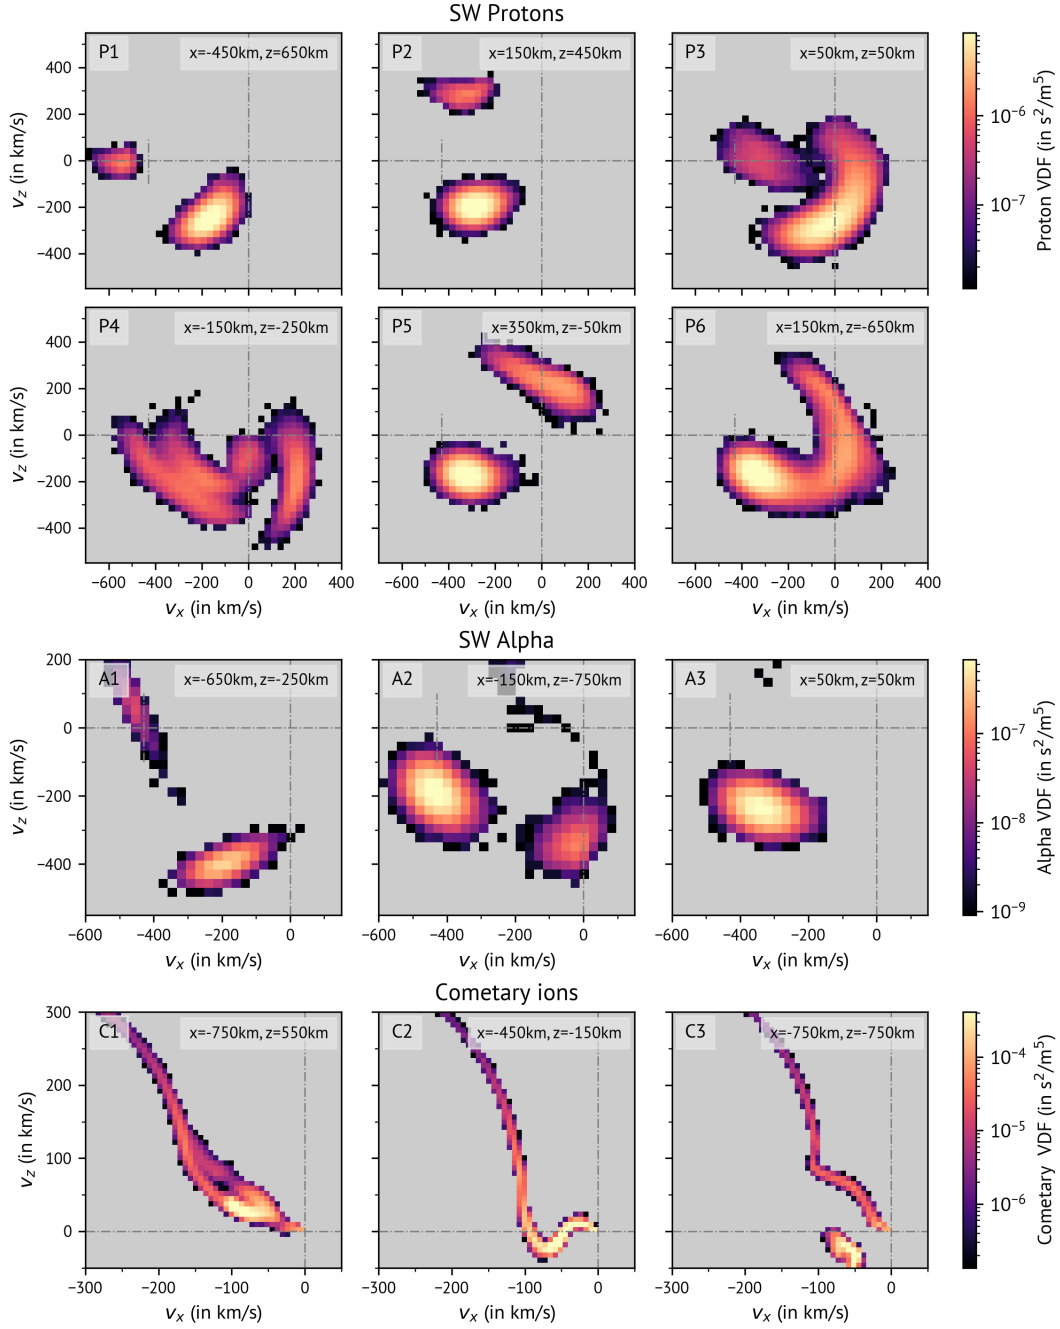 SW Protons
P1 x=-450km, z=650km
P2 x=150km, z=450km
P3 x=50km, z=50km
400
200
0
−200
−400
v_z (in km/s)
10⁻⁶
10⁻⁷
Proton VDF (in s²/m⁵)
P4 x=-150km, z=-250km
P5 x=350km, z=-50km
P6 x=150km, z=-650km
400
200
0
−200
−400
v_z (in km/s)
−600 −400 −200 0 200 400
−600 −400 −200 0 200 400
−600 −400 −200 0 200 400
v_x (in km/s)
v_x (in km/s)
v_x (in km/s)
SW Alpha
A1 x=-650km, z=-250km
A2 x=-150km, z=-750km
A3 x=50km, z=50km
200
0
−200
−400
v_z (in km/s)
10⁻⁷
10⁻⁸
10⁻⁹
Alpha VDF (in s²/m⁵)
−600 −400 −200 0
−600 −400 −200 0
−600 −400 −200 0
v_x (in km/s)
v_x (in km/s)
v_x (in km/s)
Cometary ions
C1 x=-750km, z=550km
C2 x=-450km, z=-150km
C3 x=-750km, z=-750km
300
200
100
0
v_z (in km/s)
10⁻⁴
10⁻⁵
10⁻⁶
Cometary VDF (in s²/m⁵)
−300 −200 −100 0
−300 −200 −100 0
−300 −200 −100 0
v_x (in km/s)
v_x (in km/s)
v_x (in km/s)